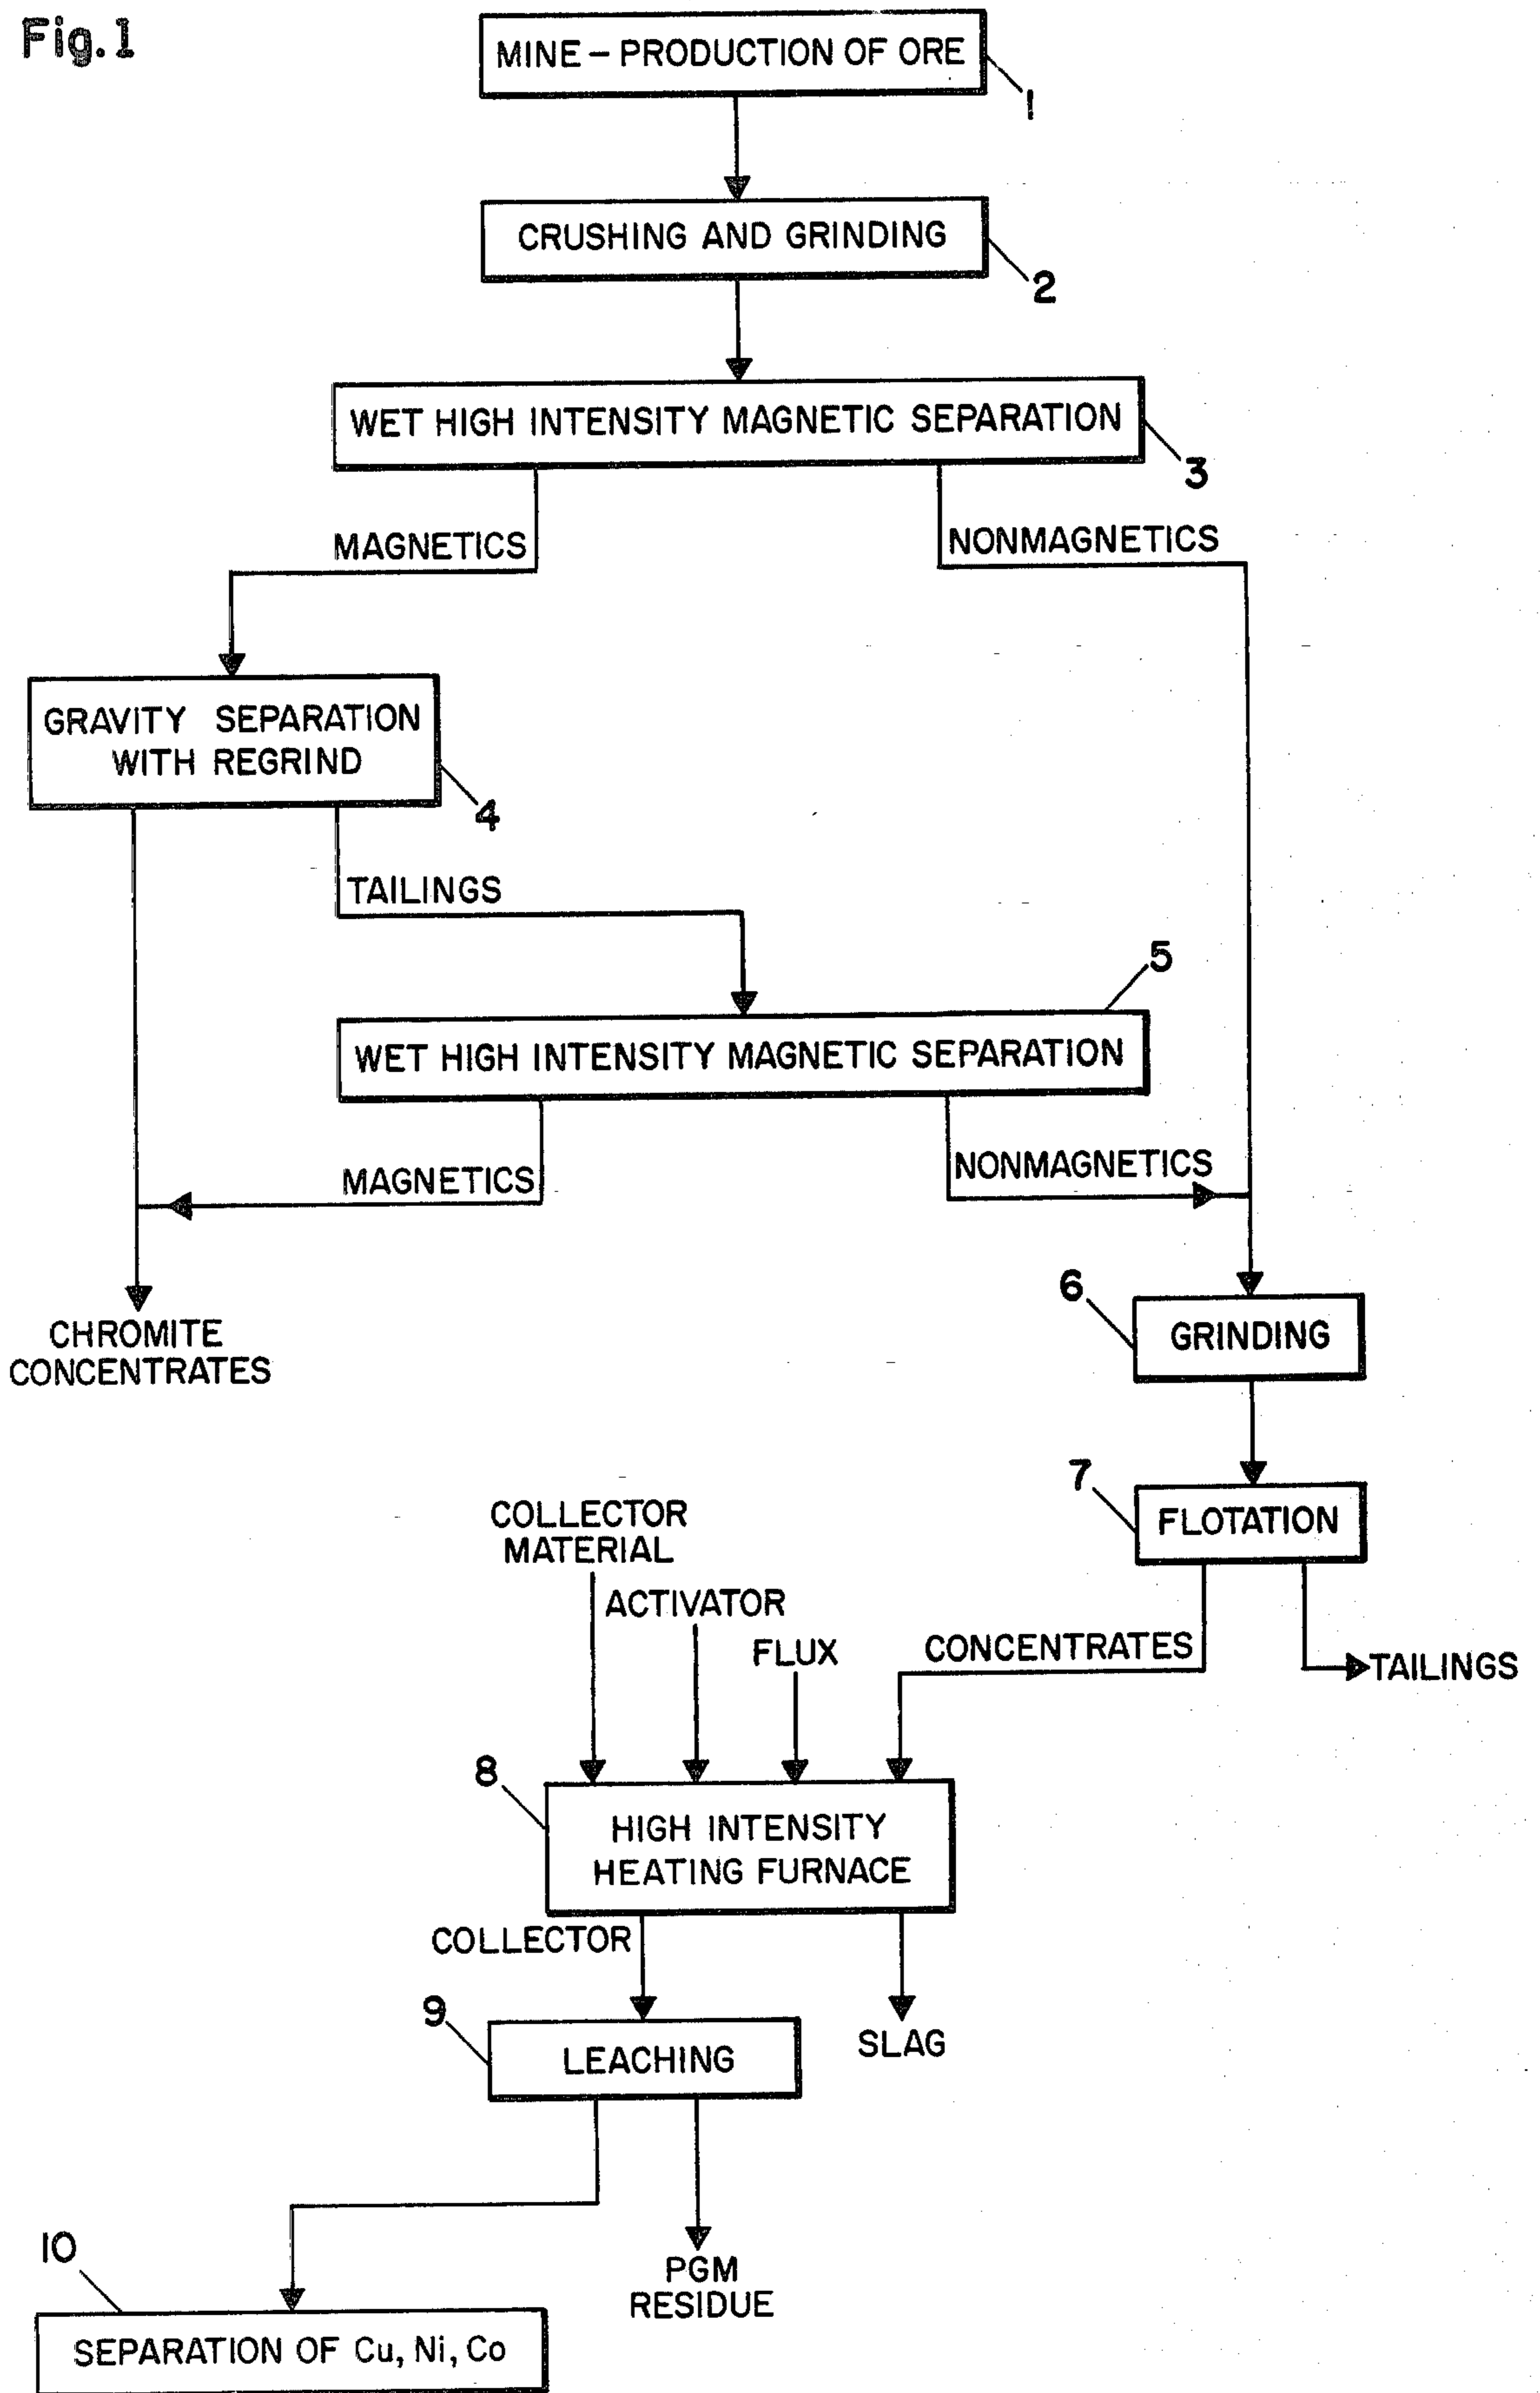 Fig.1
MINE – PRODUCTION OF ORE
1
CRUSHING AND GRINDING
2
WET HIGH INTENSITY MAGNETIC SEPARATION
3
MAGNETICS
NONMAGNETICS
GRAVITY SEPARATION
WITH REGRIND
4
TAILINGS
5
WET HIGH INTENSITY MAGNETIC SEPARATION
MAGNETICS
NONMAGNETICS
CHROMITE
CONCENTRATES
6
GRINDING
7
FLOTATION
COLLECTOR
MATERIAL
ACTIVATOR
FLUX
CONCENTRATES
TAILINGS
8
HIGH INTENSITY
HEATING FURNACE
COLLECTOR
SLAG
9
LEACHING
PGM
RESIDUE
10
SEPARATION OF Cu, Ni, Co